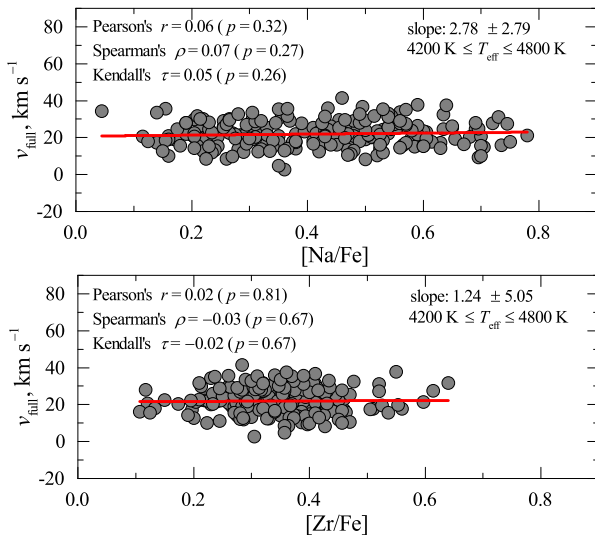 80
60
40
20
0
-20
v_full, km s⁻¹
Pearson's r = 0.06 ( p = 0.32)
Spearman's ρ = 0.07 ( p = 0.27)
Kendall's τ = 0.05 ( p = 0.26)
slope: 2.78 ± 2.79
4200 K ≤ T_eff ≤ 4800 K
0.0 0.2 0.4 0.6 0.8
[Na/Fe]
80
60
40
20
0
-20
v_full, km s⁻¹
Pearson's r = 0.02 ( p = 0.81)
Spearman's ρ = −0.03 ( p = 0.67)
Kendall's τ = −0.02 ( p = 0.67)
slope: 1.24 ± 5.05
4200 K ≤ T_eff ≤ 4800 K
0.0 0.2 0.4 0.6 0.8
[Zr/Fe]